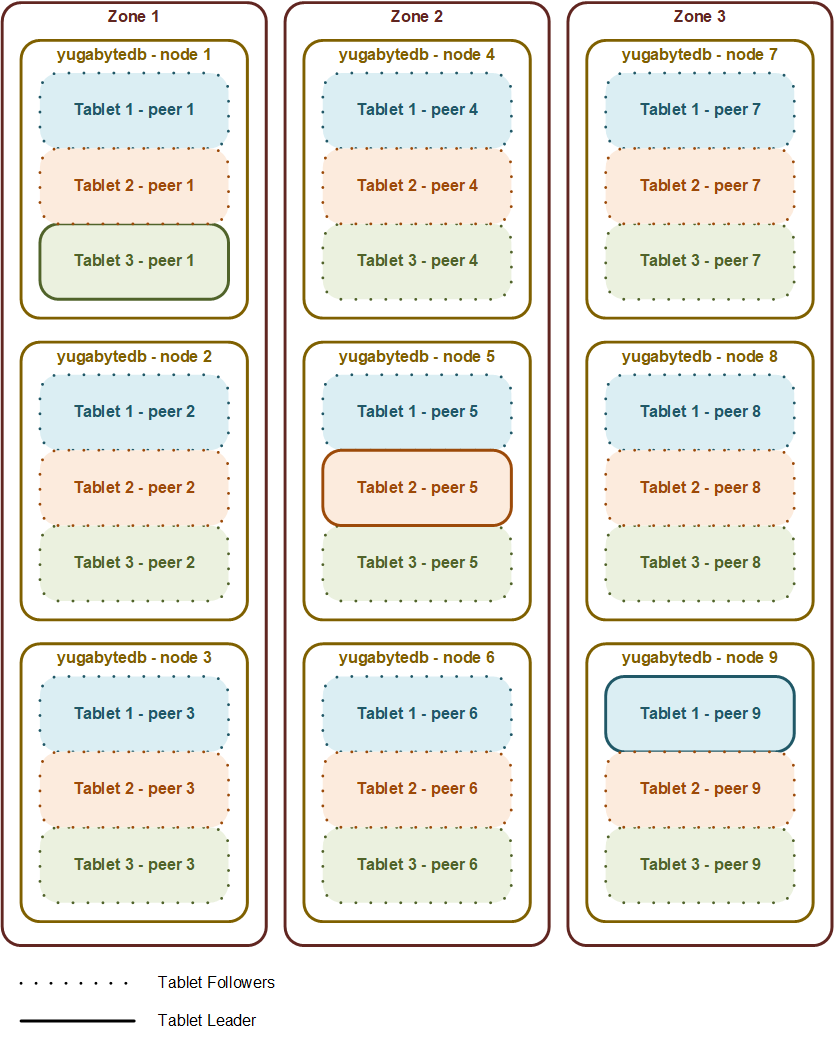 Zone 1
yugabytedb - node 1
Tablet 1 - peer 1
Tablet 2 - peer 1
Tablet 3 - peer 1
yugabytedb - node 2
Tablet 1 - peer 2
Tablet 2 - peer 2
Tablet 3 - peer 2
yugabytedb - node 3
Tablet 1 - peer 3
Tablet 2 - peer 3
Tablet 3 - peer 3
Zone 2
yugabytedb - node 4
Tablet 1 - peer 4
Tablet 2 - peer 4
Tablet 3 - peer 4
yugabytedb - node 5
Tablet 1 - peer 5
Tablet 2 - peer 5
Tablet 3 - peer 5
yugabytedb - node 6
Tablet 1 - peer 6
Tablet 2 - peer 6
Tablet 3 - peer 6
Zone 3
yugabytedb - node 7
Tablet 1 - peer 7
Tablet 2 - peer 7
Tablet 3 - peer 7
yugabytedb - node 8
Tablet 1 - peer 8
Tablet 2 - peer 8
Tablet 3 - peer 8
yugabytedb - node 9
Tablet 1 - peer 9
Tablet 2 - peer 9
Tablet 3 - peer 9
Tablet Followers
Tablet Leader